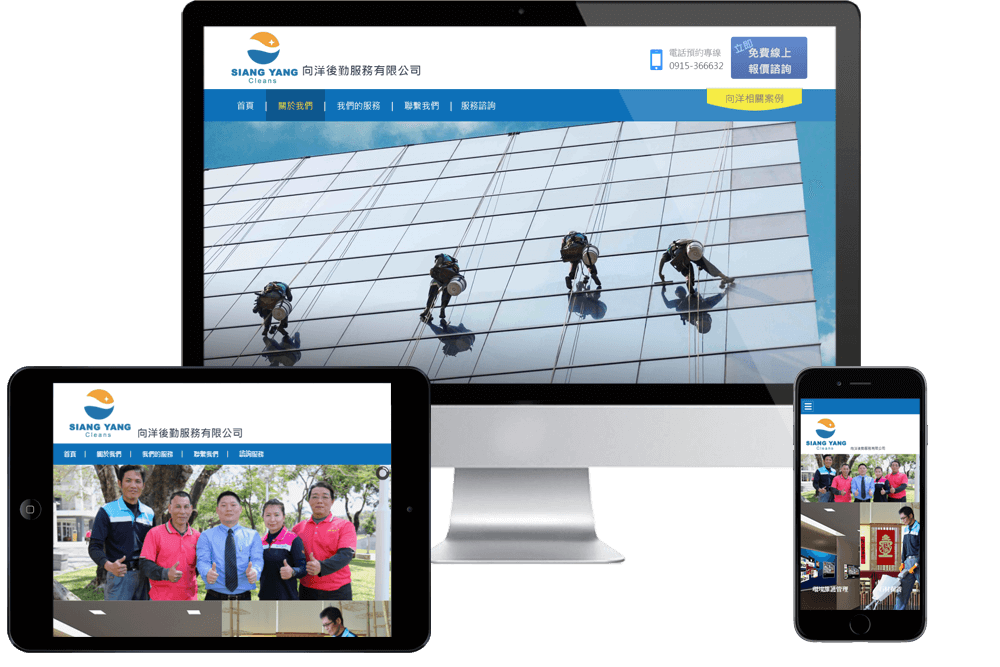 SIANG YANG
Cleans
向洋後勤服務有限公司
電話預約專線
0915-366632
立即
免費線上
報價諮詢
首頁 | 關於我們 | 我們的服務 | 聯繫我們 | 服務諮詢
向洋相關案例
SIANG YANG
Cleans
向洋後勤服務有限公司
首頁 | 關於我們 | 我們的服務 | 聯繫我們 | 諮詢服務
SIANG YANG
Cleans
向洋後勤服務有限公司
環境維護管理